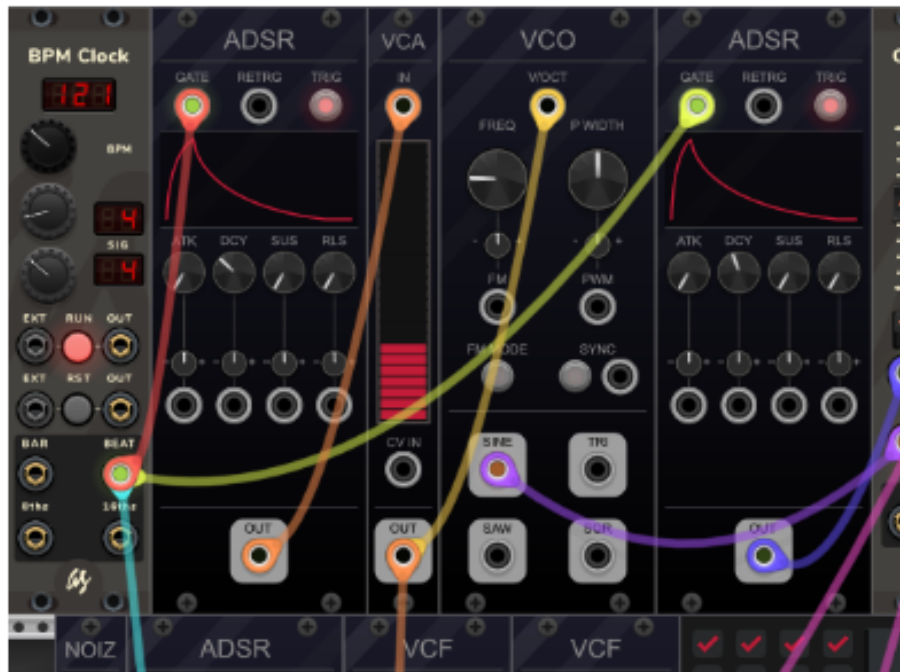 BPM Clock
121
BPM
4
SIG
4
EXT RUN OUT
EXT RST OUT
BAR BEAT
8ths 16ths
ADSR
GATE RETRG TRIG
ATK DCY SUS RLS
OUT
VCA
IN
CV IN
OUT
VCO
V/OCT
FREQ P WIDTH
FM PWM
FM MODE SYNC
SINE TRI
SAW SQR
ADSR
GATE RETRG TRIG
ATK DCY SUS RLS
OUT
NOIZ
ADSR
VCF
VCF